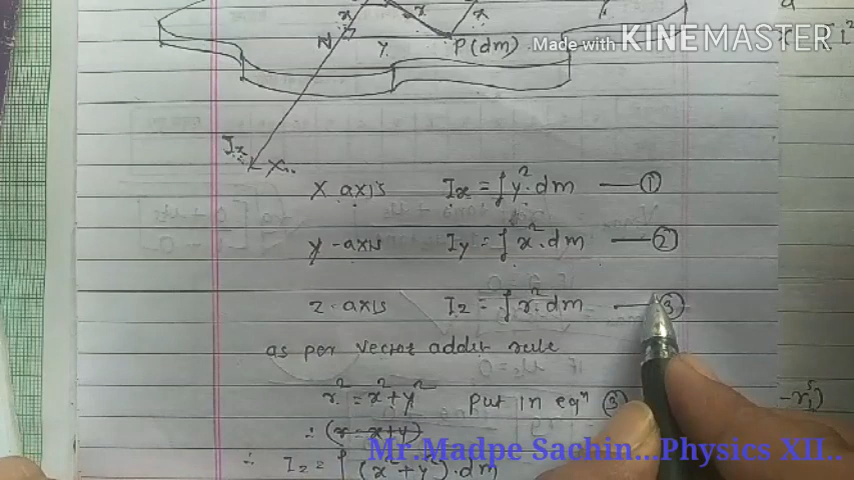 x x x
N y P (dm) Made with KINEMASTER
Ix
X
X axis Ix = ∫y².dm —①
y-axis Iy = ∫x².dm —②
z-axis Iz = ∫r².dm —③
as per vector addn rule
r² = x²+y² put in eqⁿ ③
∴ (r = x+y)
Mr.Madpe Sachin...Physics XII..
∴ Iz = ∫(x²+y²).dm